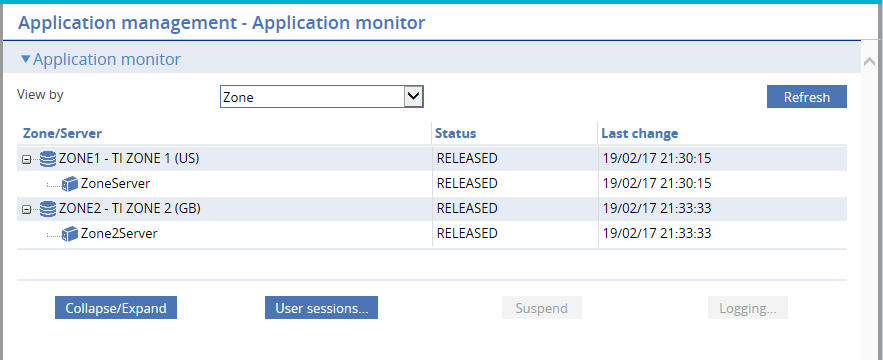 Application management - Application monitor
Application monitor
View by Zone Refresh
Zone/Server Status Last change
ZONE1 - TI ZONE 1 (US) RELEASED 19/02/17 21:30:15
ZoneServer RELEASED 19/02/17 21:30:15
ZONE2 - TI ZONE 2 (GB) RELEASED 19/02/17 21:33:33
Zone2Server RELEASED 19/02/17 21:33:33
Collapse/Expand User sessions... Suspend Logging...